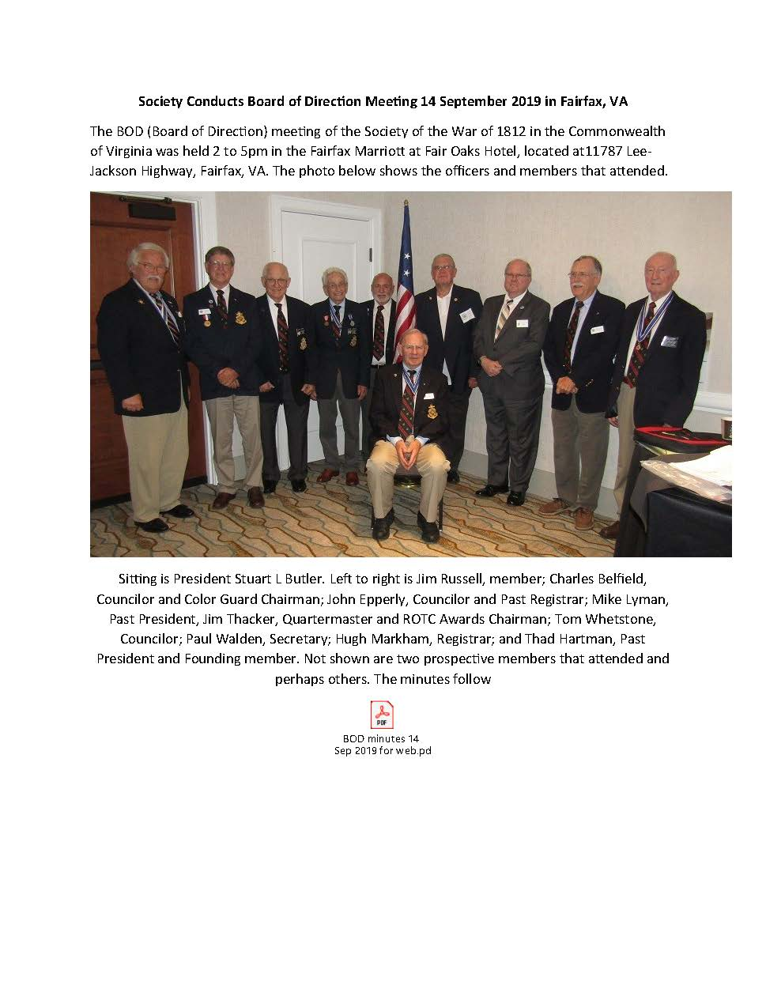 Society Conducts Board of Direction Meeting 14 September 2019 in Fairfax, VA
The BOD (Board of Direction) meeting of the Society of the War of 1812 in the Commonwealth
of Virginia was held 2 to 5pm in the Fairfax Marriott at Fair Oaks Hotel, located at11787 Lee-
Jackson Highway, Fairfax, VA. The photo below shows the officers and members that attended.
Sitting is President Stuart L Butler. Left to right is Jim Russell, member; Charles Belfield,
Councilor and Color Guard Chairman; John Epperly, Councilor and Past Registrar; Mike Lyman,
Past President, Jim Thacker, Quartermaster and ROTC Awards Chairman; Tom Whetstone,
Councilor; Paul Walden, Secretary; Hugh Markham, Registrar; and Thad Hartman, Past
President and Founding member. Not shown are two prospective members that attended and
perhaps others. The minutes follow
PDF
BOD minutes 14
Sep 2019 for web.pd